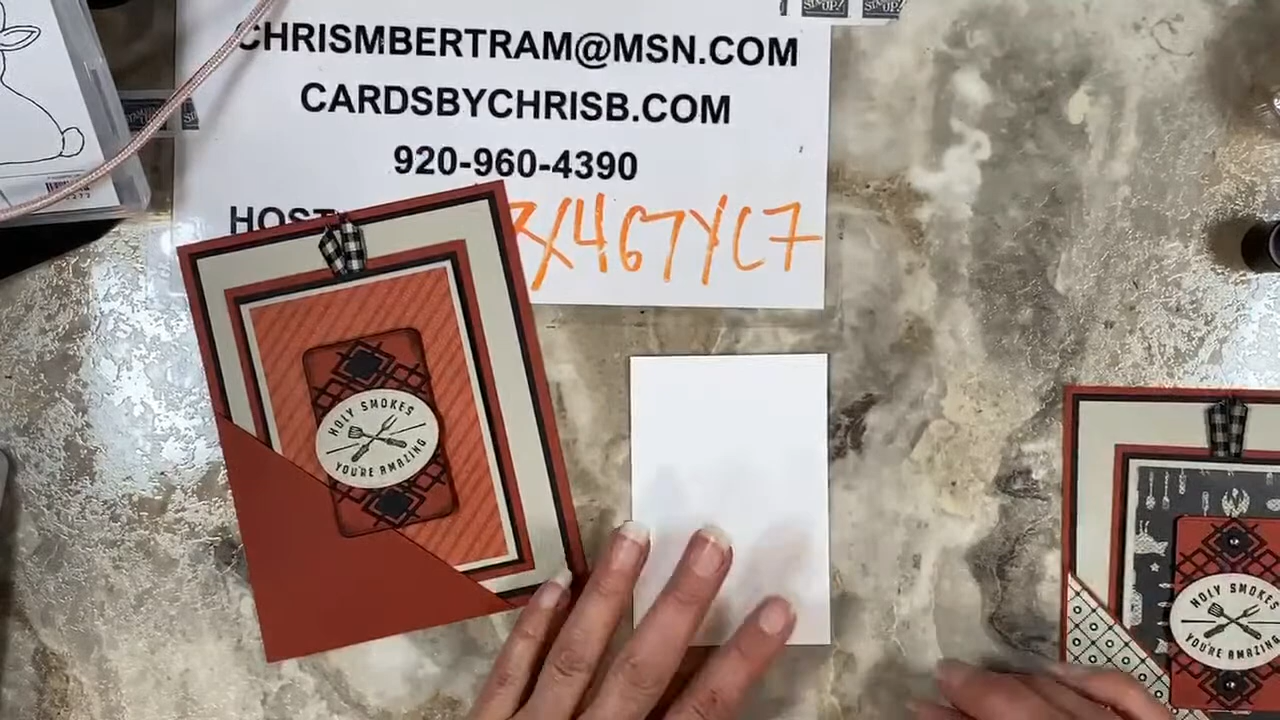 CHRISMBERTRAM@MSN.COM
CARDSBYCHRISB.COM
920-960-4390
HOST
X467YC7
HOLY SMOKES
YOU'RE AMAZING
HOLY SMOKES
YOU'RE AMAZING